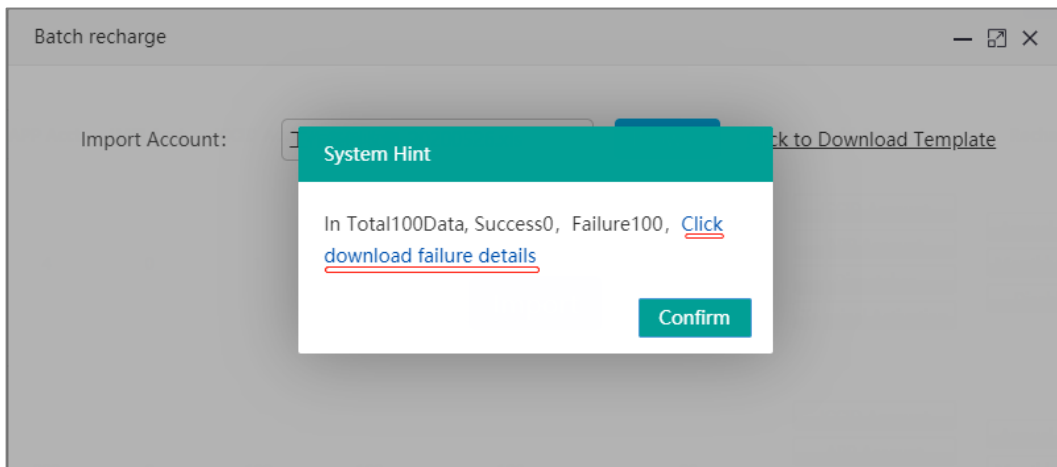 Batch recharge
Import Account:
ck to Download Template
System Hint
In Total100Data, Success0，Failure100，Click
download failure details
Confirm